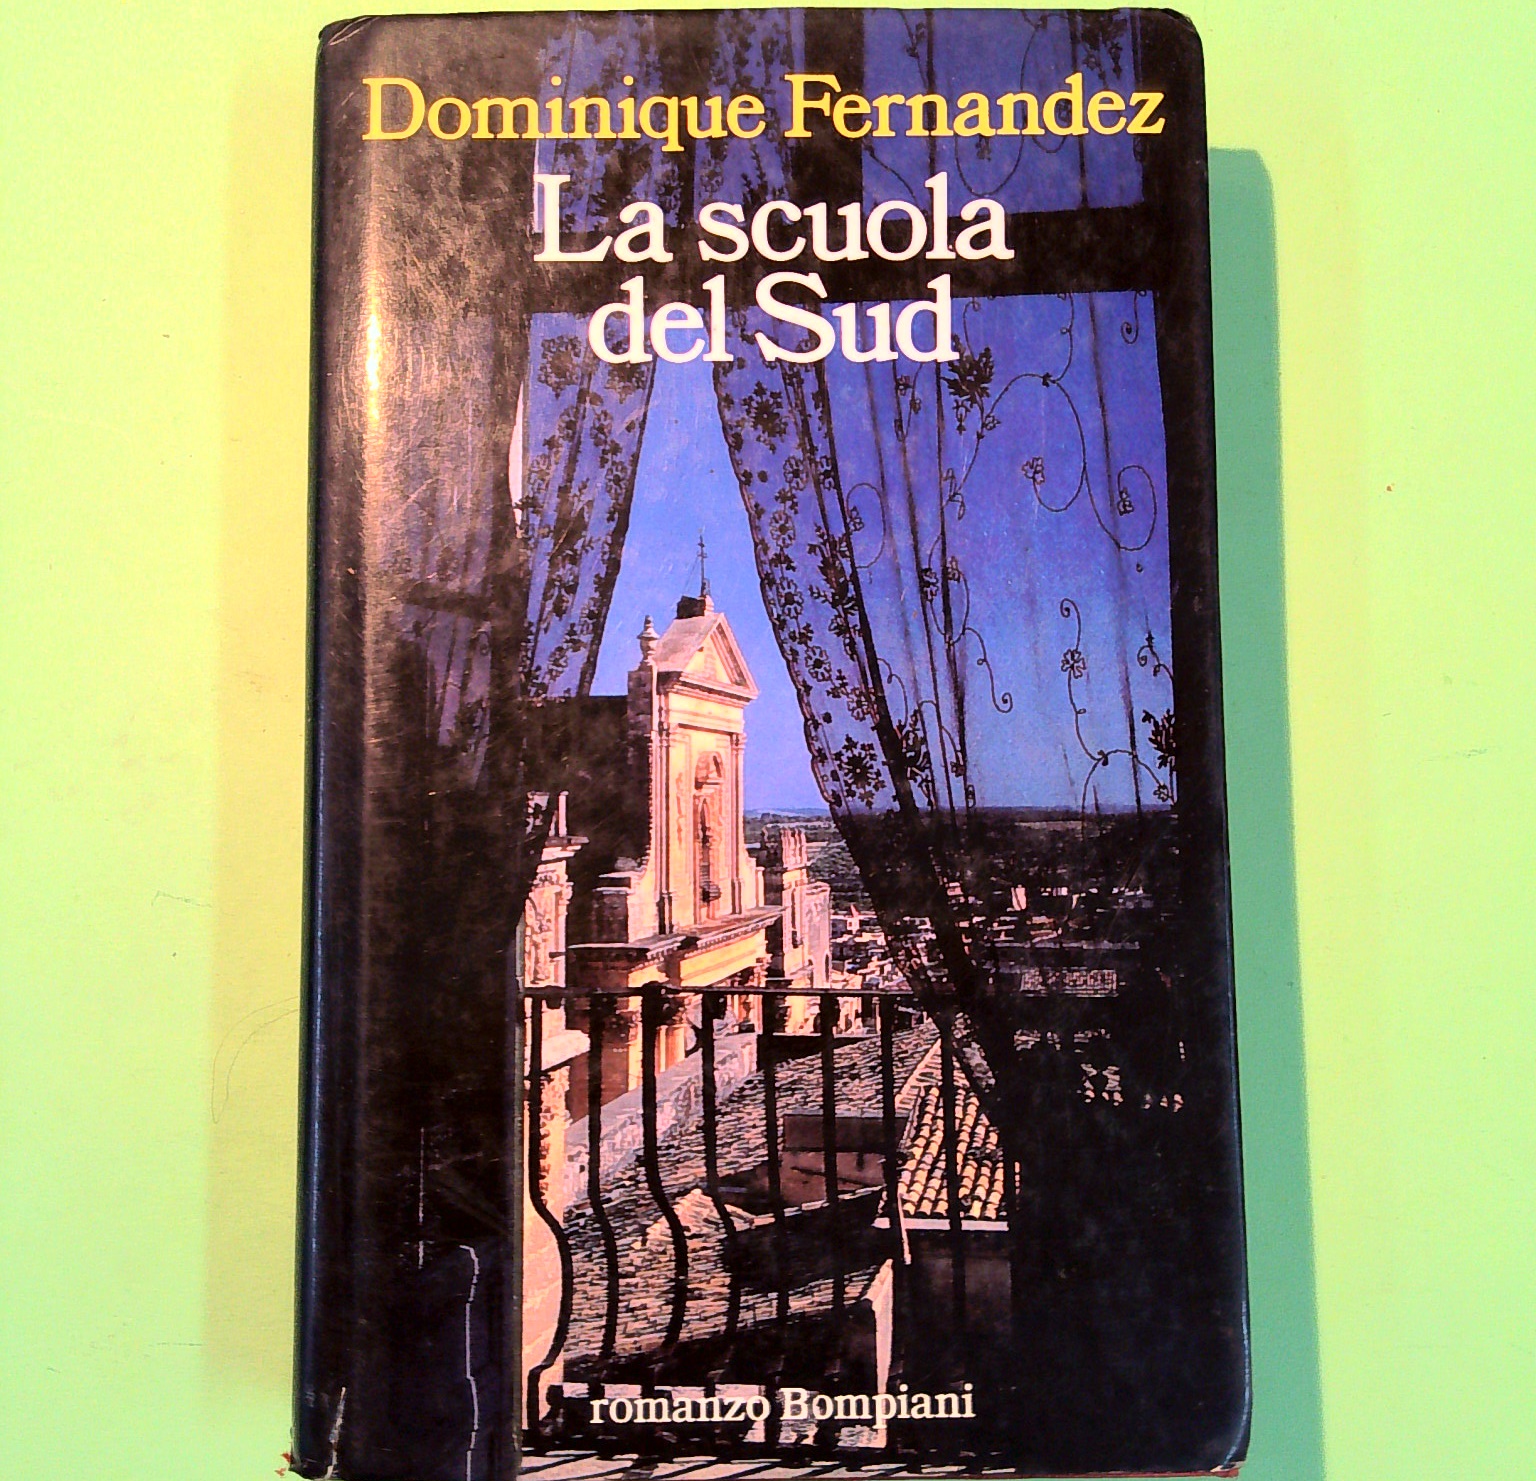 Dominique Fernandez
La scuola
del Sud
romanzo Bompiani